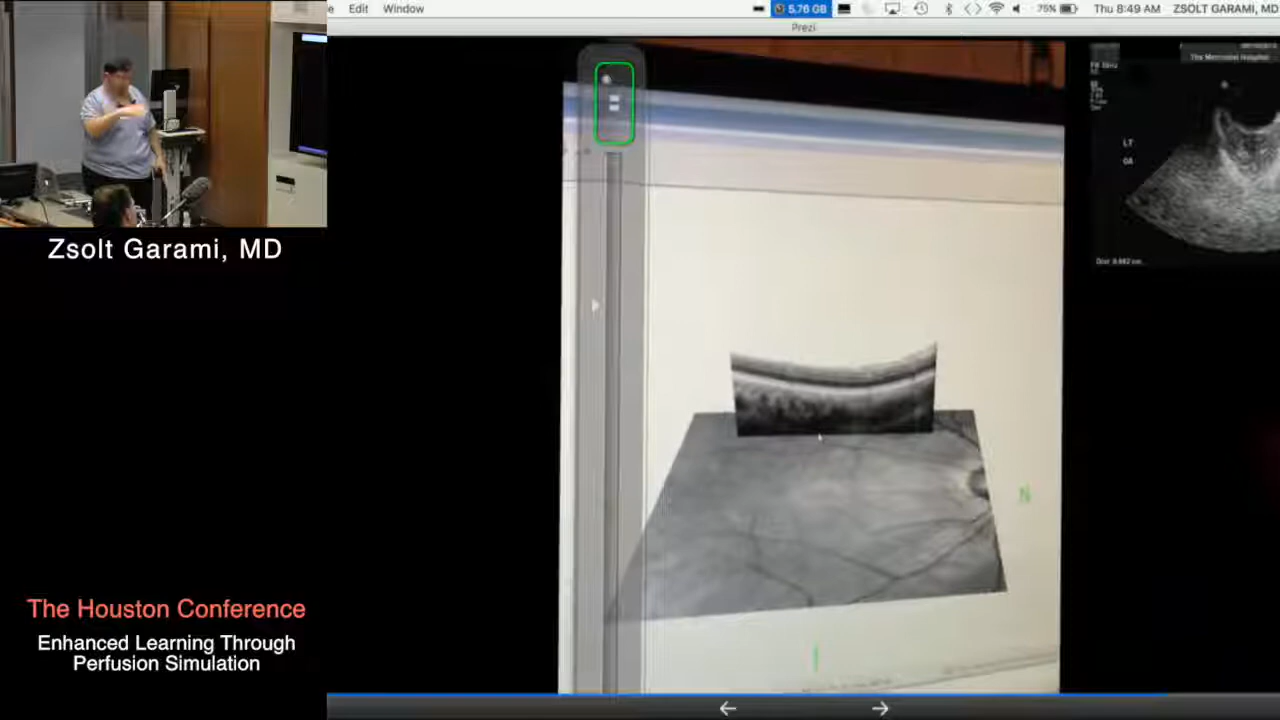 Edit Window
5.76 GB
75%
Thu 8:49 AM ZSOLT GARAMI, MD
Prezi
The Methodist Hospital
LT
OA
N
I
Zsolt Garami, MD
The Houston Conference
Enhanced Learning Through
Perfusion Simulation